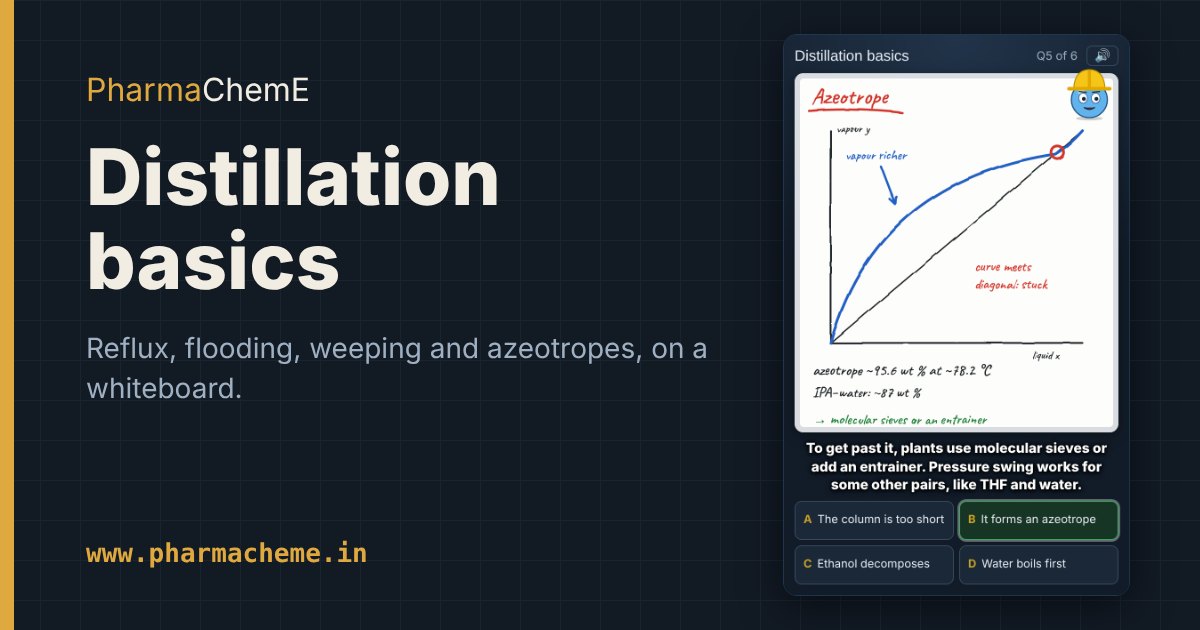 PharmaChemE
Distillation
basics
Reflux, flooding, weeping and azeotropes, on a
whiteboard.
www.pharmacheme.in
Distillation basics
Q5 of 6
Azeotrope
vapour y
vapour richer
curve meets
diagonal: stuck
liquid x
azeotrope ~95.6 wt % at ~78.2 °C
IPA-water: ~87 wt %
→ molecular sieves or an entrainer
To get past it, plants use molecular sieves or
add an entrainer. Pressure swing works for
some other pairs, like THF and water.
A The column is too short
B It forms an azeotrope
C Ethanol decomposes
D Water boils first